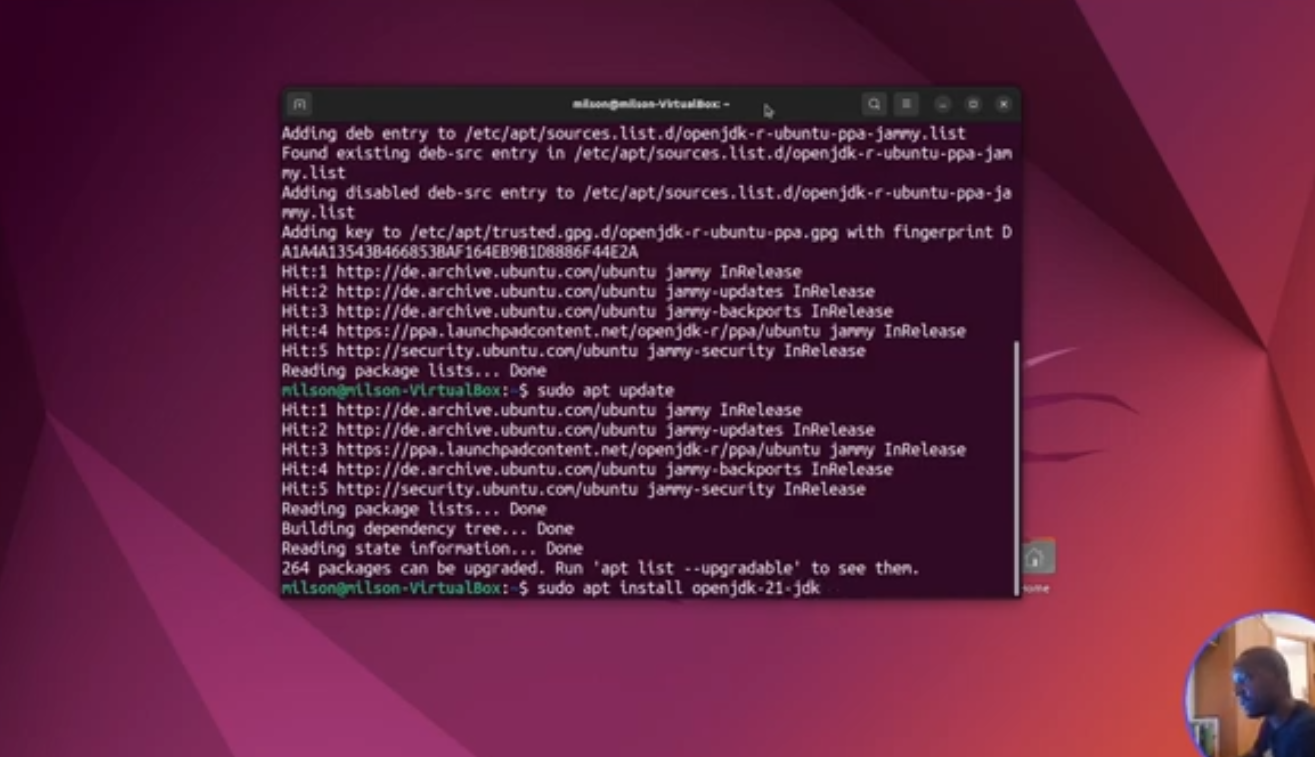 milson@milson-VirtualBox: ~
Adding deb entry to /etc/apt/sources.list.d/openjdk-r-ubuntu-ppa-jammy.list
Found existing deb-src entry in /etc/apt/sources.list.d/openjdk-r-ubuntu-ppa-jam
my.list
Adding disabled deb-src entry to /etc/apt/sources.list.d/openjdk-r-ubuntu-ppa-ja
mmy.list
Adding key to /etc/apt/trusted.gpg.d/openjdk-r-ubuntu-ppa.gpg with fingerprint D
A1A4A13543B466853BAF164EB9B1D8886F44E2A
Hit:1 http://de.archive.ubuntu.com/ubuntu jammy InRelease
Hit:2 http://de.archive.ubuntu.com/ubuntu jammy-updates InRelease
Hit:3 http://de.archive.ubuntu.com/ubuntu jammy-backports InRelease
Hit:4 https://ppa.launchpadcontent.net/openjdk-r/ppa/ubuntu jammy InRelease
Hit:5 http://security.ubuntu.com/ubuntu jammy-security InRelease
Reading package lists... Done
milson@milson-VirtualBox:~$ sudo apt update
Hit:1 http://de.archive.ubuntu.com/ubuntu jammy InRelease
Hit:2 http://de.archive.ubuntu.com/ubuntu jammy-updates InRelease
Hit:3 https://ppa.launchpadcontent.net/openjdk-r/ppa/ubuntu jammy InRelease
Hit:4 http://de.archive.ubuntu.com/ubuntu jammy-backports InRelease
Hit:5 http://security.ubuntu.com/ubuntu jammy-security InRelease
Reading package lists... Done
Building dependency tree... Done
Reading state information... Done
264 packages can be upgraded. Run 'apt list --upgradable' to see them.
milson@milson-VirtualBox:~$ sudo apt install openjdk-21-jdk
ome